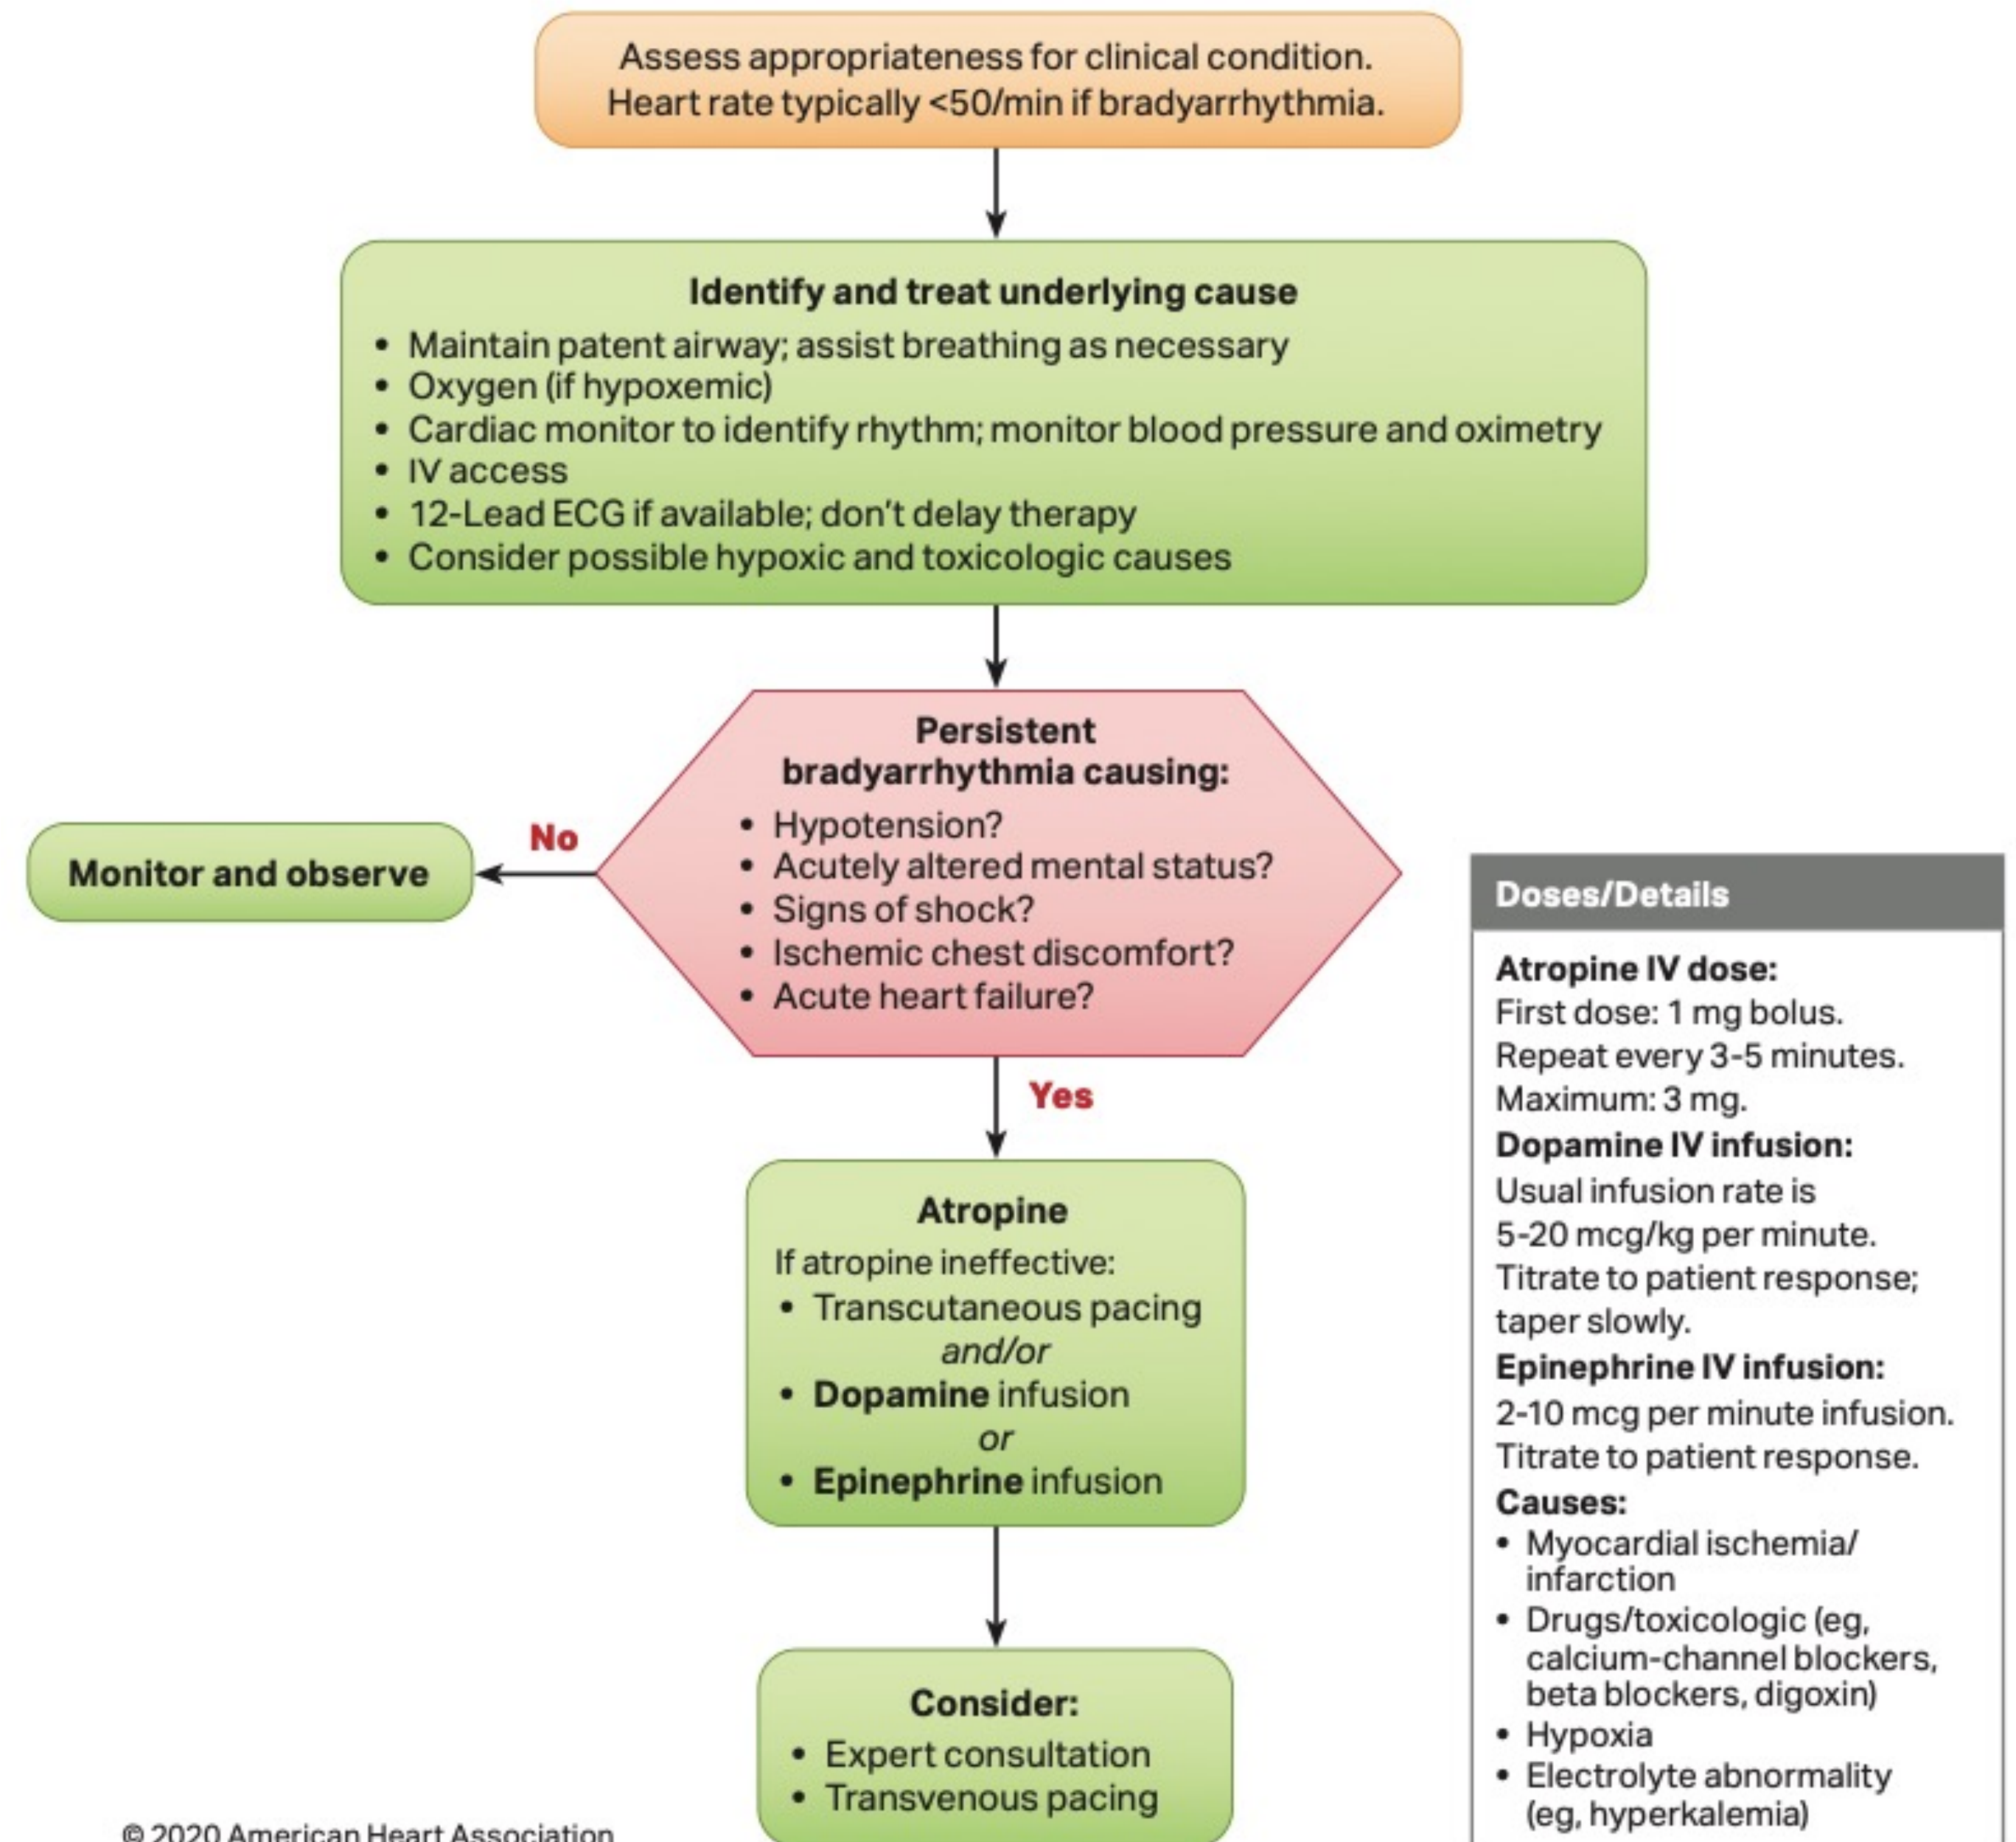 Assess appropriateness for clinical condition.
Heart rate typically <50/min if bradyarrhythmia.
Identify and treat underlying cause
• Maintain patent airway; assist breathing as necessary
• Oxygen (if hypoxemic)
• Cardiac monitor to identify rhythm; monitor blood pressure and oximetry
• IV access
• 12-Lead ECG if available; don't delay therapy
• Consider possible hypoxic and toxicologic causes
Persistent
bradyarrhythmia causing:
• Hypotension?
• Acutely altered mental status?
• Signs of shock?
• Ischemic chest discomfort?
• Acute heart failure?
No
Monitor and observe
Yes
Atropine
If atropine ineffective:
• Transcutaneous pacing
and/or
• Dopamine infusion
or
• Epinephrine infusion
Consider:
• Expert consultation
• Transvenous pacing
Doses/Details
Atropine IV dose:
First dose: 1 mg bolus.
Repeat every 3-5 minutes.
Maximum: 3 mg.
Dopamine IV infusion:
Usual infusion rate is
5-20 mcg/kg per minute.
Titrate to patient response;
taper slowly.
Epinephrine IV infusion:
2-10 mcg per minute infusion.
Titrate to patient response.
Causes:
• Myocardial ischemia/
infarction
• Drugs/toxicologic (eg,
calcium-channel blockers,
beta blockers, digoxin)
• Hypoxia
• Electrolyte abnormality
(eg, hyperkalemia)
© 2020 American Heart Association